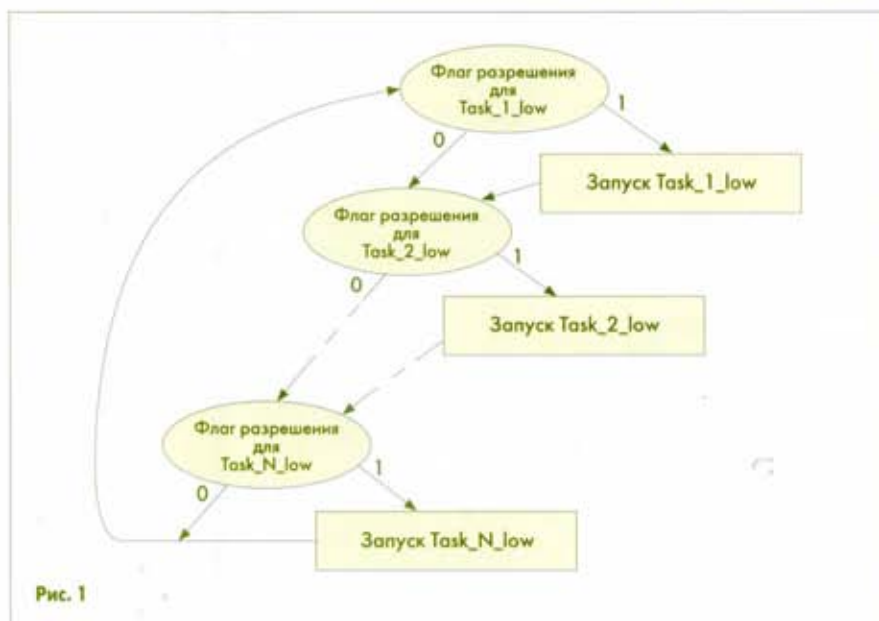 Флаг разрешения
для
Task_1_low
0
1
Запуск Task_1_low
Флаг разрешения
для
Task_2_low
0
1
Запуск Task_2_low
Флаг разрешения
для
Task_N_low
0
1
Запуск Task_N_low
Рис. 1